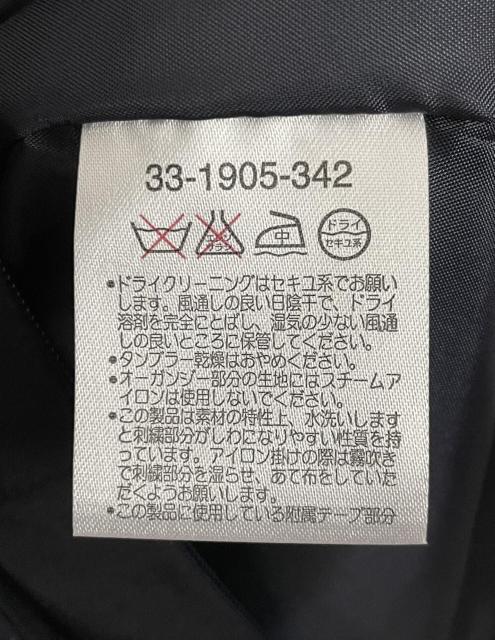 33-1905-342
エンソ
サラシ
中
ドライ
セキユ系
•ドライクリーニングはセキユ系でお願い
します。風通しの良い日陰干で、ドライ
溶剤を完全にとばし、湿気の少ない風通
しの良いところに保管してください。
•タンブラー乾燥はおやめください。
•オーガンジー部分の生地にはスチームア
イロンは使用しないでください。
•この製品は素材の特性上、水洗いします
と刺繍部分がしわになりやすい性質を持
っています。アイロン掛けの際は霧吹き
で刺繍部分を湿らせ、あて布をしていた
だくようお願いします。
•この製品に使用している附属テープ部分